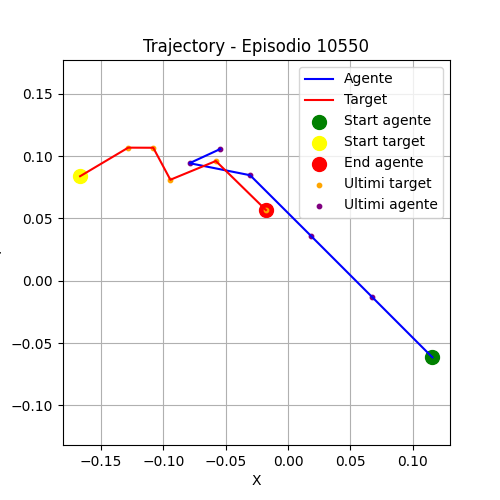 Trajectory - Episodio 10550
Agente
Target
Start agente
Start target
End agente
Ultimi target
Ultimi agente
0.15
0.10
0.05
0.00
−0.05
−0.10
−0.15
−0.10
−0.05
0.00
0.05
0.10
X